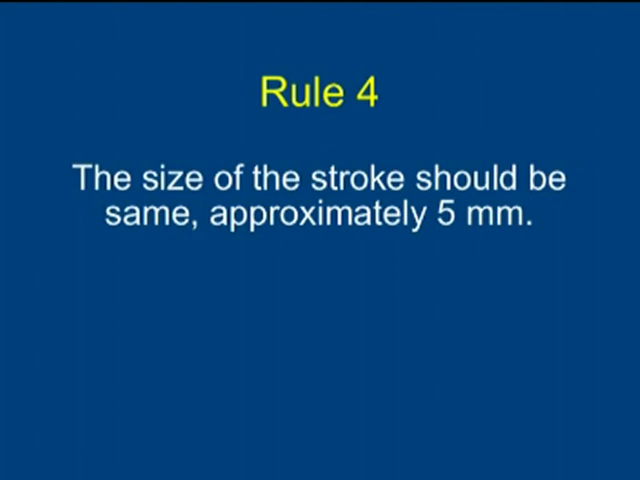 Rule 4
The size of the stroke should be
same, approximately 5 mm.